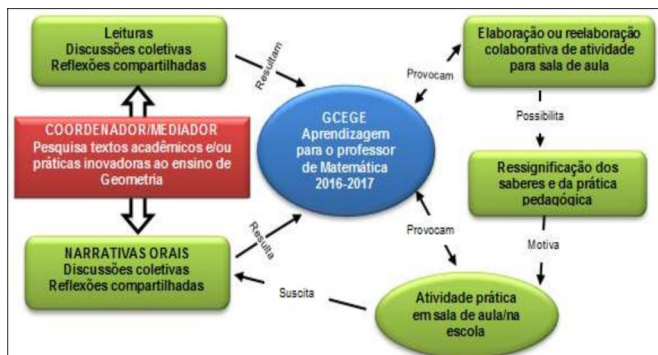 Leituras
Discussões coletivas
Reflexões compartilhadas
Resultam
COORDENADOR/MEDIADOR
Pesquisa textos acadêmicos e/ou
práticas inovadoras ao ensino de
Geometria
GCEGE
Aprendizagem
para o professor
de Matemática
2016-2017
Provocam
Elaboração ou reelaboração
colaborativa de atividade
para sala de aula
Possibilita
Ressignificação dos
saberes e da prática
pedagógica
Motiva
Provocam
Atividade prática
em sala de aula/na
escola
Suscita
NARRATIVAS ORAIS
Discussões coletivas
Reflexões compartilhadas
Resulta